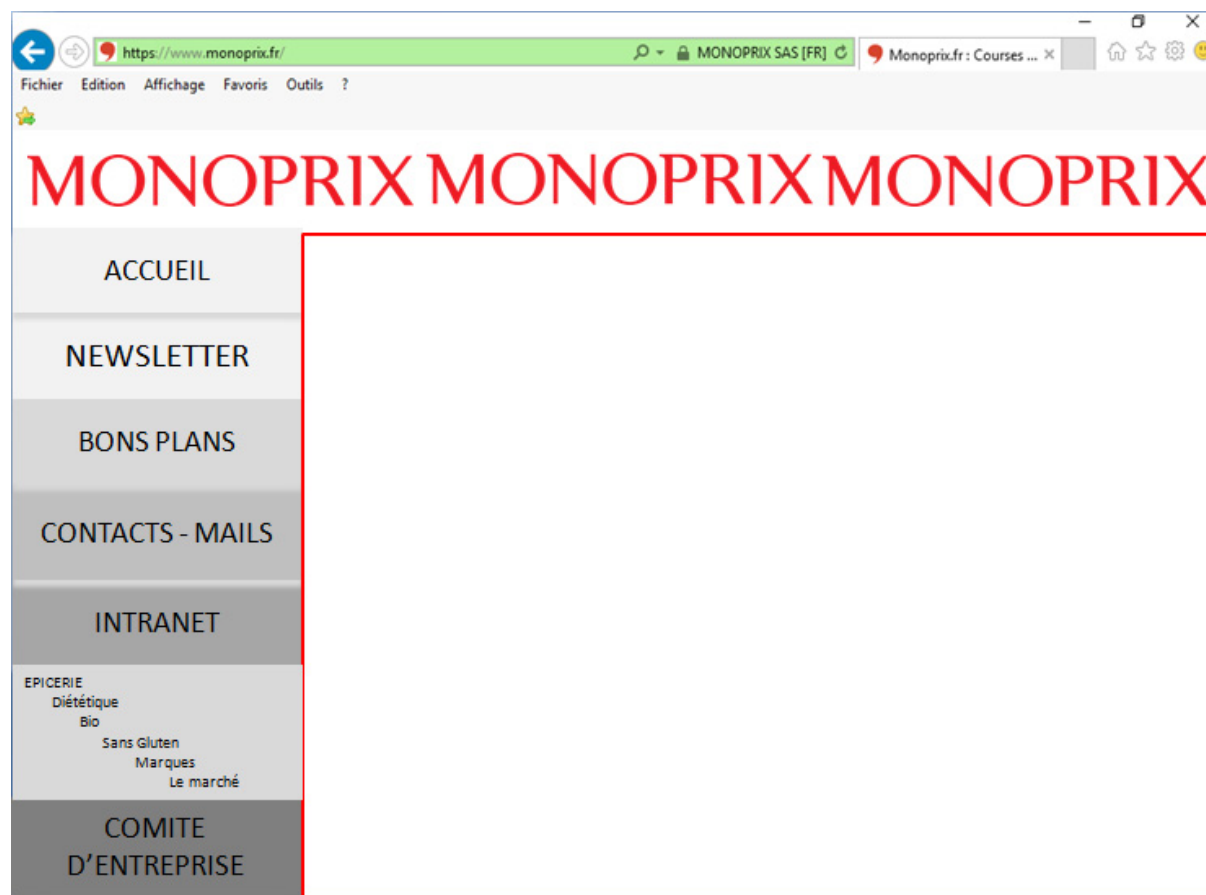 https://www.monoprix.fr/ MONOPRIX SAS [FR] Monoprix.fr : Courses ...
Fichier Edition Affichage Favoris Outils ?
MONOPRIX MONOPRIX MONOPRIX
ACCUEIL
NEWSLETTER
BONS PLANS
CONTACTS - MAILS
INTRANET
EPICERIE
Diététique
Bio
Sans Gluten
Marques
Le marché
COMITE
D’ENTREPRISE